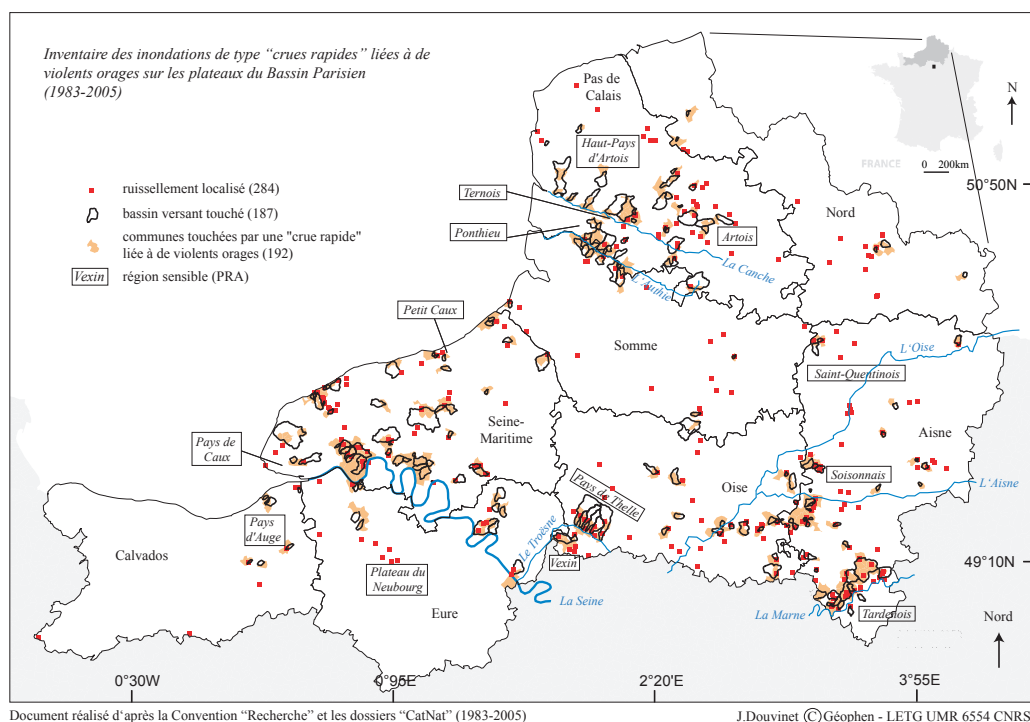 Inventaire des inondations de type “crues rapides” liées à de
violents orages sur les plateaux du Bassin Parisien
(1983-2005)
ruissellement localisé (284)
bassin versant touché (187)
communes touchées par une "crue rapide"
liée à de violents orages (192)
Vexin
région sensible (PRA)
Pas de
Calais
Haut-Pays
d'Artois
Ternois
Ponthieu
Artois
La Canche
L'Authie
Nord
FRANCE
0 200km
N
50°50'N
Petit Caux
Somme
L'Oise
Saint-Quentinois
Seine-
Maritime
Aisne
Pays de
Caux
Pays de Thelle
Oise
Soisonnais
L'Aisne
Pays
d'Auge
Calvados
Le Troësne
Vexin
Plateau du
Neubourg
Eure
La Seine
49°10'N
La Marne
Tardenois
Nord
0°30W
0°95E
2°20'E
3°55E
Document réalisé d‘après la Convention “Recherche” et les dossiers “CatNat” (1983-2005)
J.Douvinet © Géophen - LETG UMR 6554 CNRS